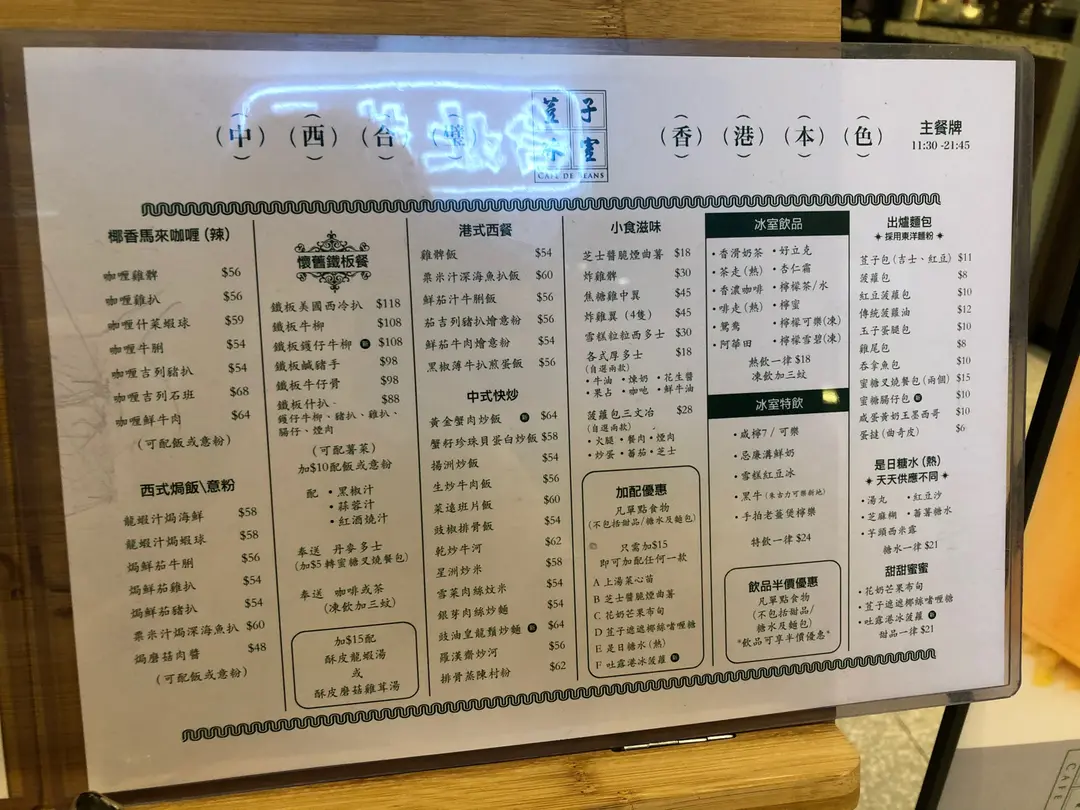 （中）（西）（合）（璧）
荳子
冰室
CAFE DE BEANS
（香）（港）（本）（色）
主餐牌
11:30 -21:45
椰香馬來咖喱（辣）
咖喱雞髀 $56
咖喱雞扒 $56
咖喱什菜蝦球 $59
咖喱牛脷 $54
咖喱吉列豬扒 $54
咖喱吉列石班 $68
咖喱鮮牛肉 $64
（可配飯或意粉）
西式焗飯\意粉
龍蝦汁焗海鮮 $58
龍蝦汁焗蝦球 $58
焗鮮茄牛脷 $56
焗鮮茄雞扒 $54
焗鮮茄豬扒 $54
粟米汁焗深海魚扒 $60
焗磨菇肉醬 $48
（可配飯或意粉）
懷舊鐵板餐
鐵板美國西冷扒 $118
鐵板牛柳 $108
鐵板鑊仔牛柳 $108
鐵板鹹豬手 $98
鐵板牛仔骨 $98
鐵板什扒 $88
鑊仔牛柳、豬扒、雞扒、
腸仔、煙肉
（可配薯菜）
加$10配飯或意粉
配 • 黑椒汁
• 蒜蓉汁
• 紅酒燒汁
奉送 丹麥多士
（加$5 轉蜜糖叉燒餐包）
奉送 咖啡或茶
（凍飲加三蚊）
加$15配
酥皮龍蝦湯
或
酥皮磨菇雞茸湯
港式西餐
雞髀飯 $54
粟米汁深海魚扒飯 $60
鮮茄汁牛脷飯 $56
茄吉列豬扒燴意粉 $56
鮮茄牛肉燴意粉 $54
黑椒薄牛扒煎蛋飯 $56
中式快炒
黃金蟹肉炒飯 $64
蟹籽珍珠貝蛋白炒飯 $58
揚洲炒飯 $54
生炒牛肉飯 $56
菜遠班片飯 $60
豉椒排骨飯 $54
乾炒牛河 $62
星洲炒米 $58
雪菜肉絲炆米 $54
銀芽肉絲炒麵 $54
豉油皇龍鬚炒麵 $64
羅漢齋炒河 $56
排骨蒸陳村粉 $62
小食滋味
芝士醬脆煙曲薯 $18
炸雞髀 $30
焦糖雞中翼 $45
炸雞翼（4隻） $45
雪糕粒粒西多士 $30
各式厚多士 $18
（自選兩款）
• 牛油 • 煉奶 • 花生醬
• 果占 • 咖吔 • 鮮牛油
菠蘿包三文冶 $28
（自選兩款）
• 火腿 • 餐肉 • 煙肉
• 炒蛋 • 蕃茄 • 芝士
加配優惠
凡單點食物
（不包括甜品/糖水及麵包）
只需加$15
即可加配任何一款
A 上湯菜心苗
B 芝士醬脆煙曲薯
C 花奶芒果布甸
D 荳子遮遮椰絲啫喱糖
E 是日糖水（熱）
F 吐露港冰菠蘿
冰室飲品
• 香滑奶茶 • 好立克
• 茶走（熱） • 杏仁霜
• 香濃咖啡 • 檸檬茶/水
• 啡走（熱） • 檸蜜
• 鴛鴦 • 檸檬可樂（凍）
• 阿華田 • 檸檬雪碧（凍）
熱飲一律 $18
凍飲加三蚊
冰室特飲
• 咸檸7 / 可樂
• 忌廉溝鮮奶
• 雪糕紅豆冰
• 黑牛（朱古力可樂新地）
• 手拍老薑煲檸樂
特飲一律 $24
飲品半價優惠
凡單點食物
（不包括甜品/
糖水及麵包）
*飲品可享半價優惠*
出爐麵包
採用東洋麵粉
荳子包（吉士、紅豆） $11
菠蘿包 $8
紅豆菠蘿包 $10
傳統菠蘿油 $12
玉子蛋腿包 $10
雞尾包 $8
吞拿魚包 $10
蜜糖叉燒餐包（兩個） $15
蜜糖腸仔包 $10
咸蛋黃奶王墨西哥 $10
蛋撻（曲奇皮） $6
是日糖水（熱）
天天供應不同
• 湯丸 • 紅豆沙
• 芝麻糊 • 蕃薯糖水
• 芋頭西米露
糖水一律 $21
甜甜蜜蜜
• 花奶芒果布甸
• 荳子遮遮椰絲啫喱糖
• 吐露港冰菠蘿
甜品一律 $21
CAFE